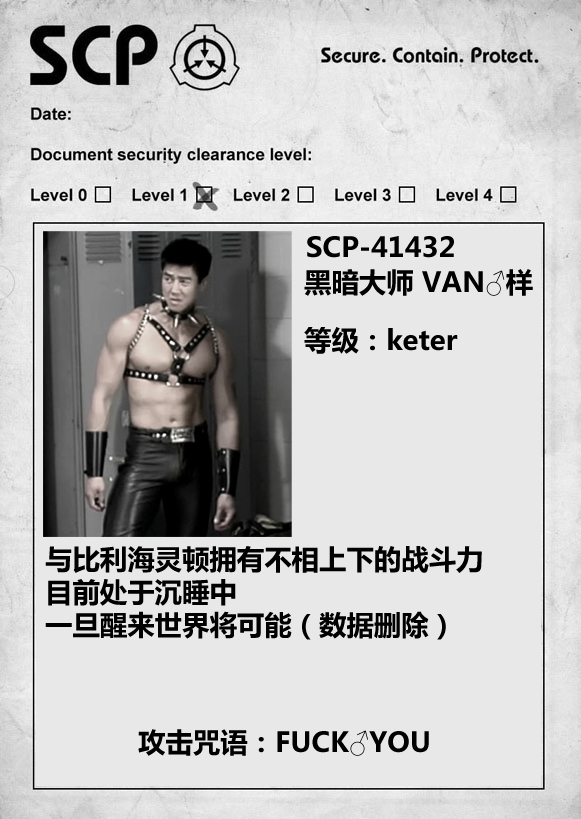 SCP
Secure. Contain. Protect.
Date:
Document security clearance level:
Level 0 Level 1 Level 2 Level 3 Level 4
SCP-41432
黑暗大师 VAN♂样
等级：keter
与比利海灵顿拥有不相上下的战斗力
目前处于沉睡中
一旦醒来世界将可能（数据删除）
攻击咒语：FUCK♂YOU